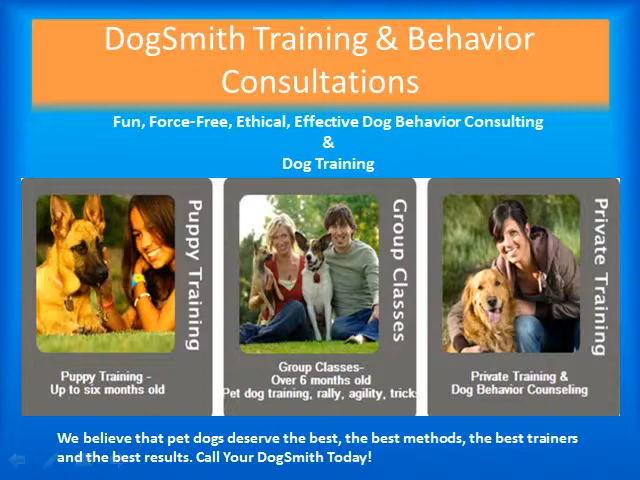 DogSmith Training & Behavior
Consultations
Fun, Force-Free, Ethical, Effective Dog Behavior Consulting
&
Dog Training
Puppy Training
Puppy Training -
Up to six months old
Group Classes
Group Classes-
Over 6 months old
Pet dog training, rally, agility, tricks
Private Training
Private Training &
Dog Behavior Counseling
We believe that pet dogs deserve the best, the best methods, the best trainers
and the best results. Call Your DogSmith Today!